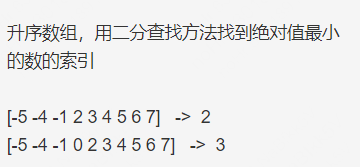 升序数组，用二分查找方法找到绝对值最小
的数的索引
[-5 -4 -1 2 3 4 5 6 7]   ->  2
[-5 -4 -1 0 2 3 4 5 6 7]   ->  3